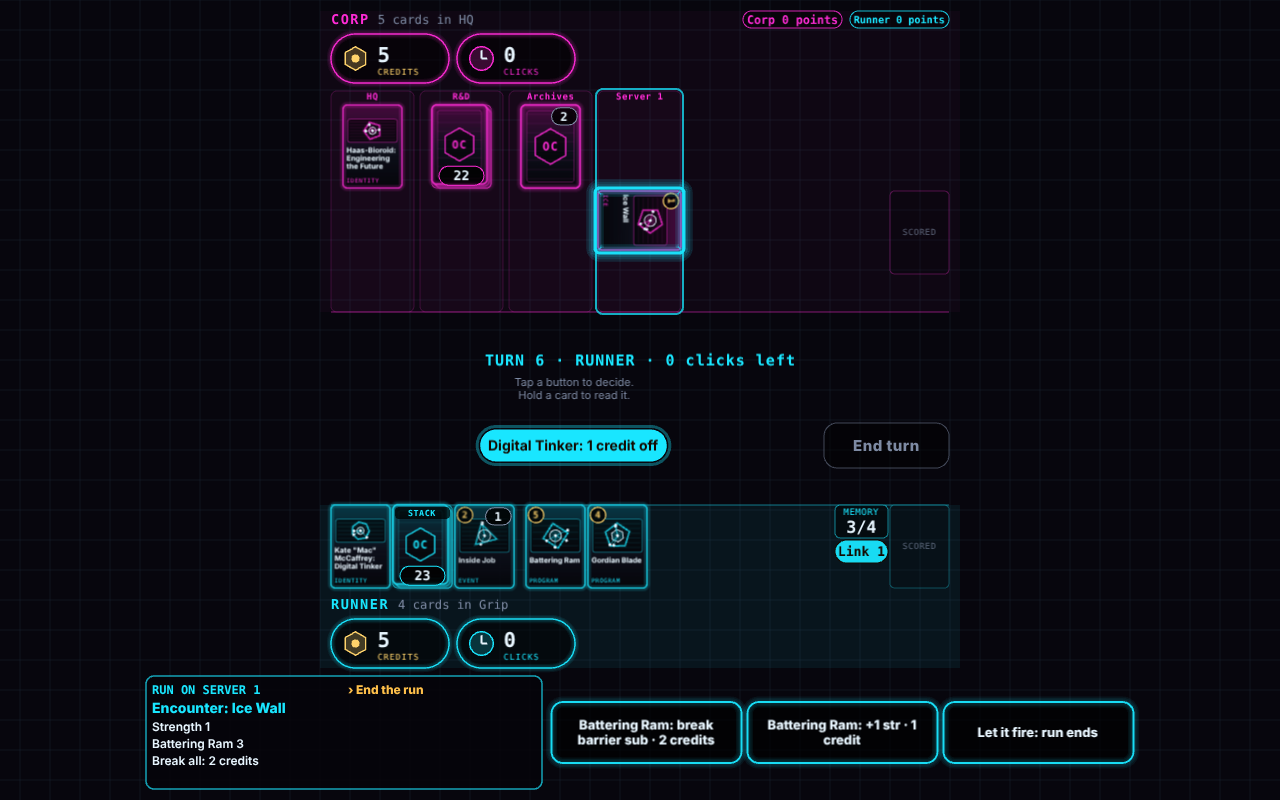 CORP 5 cards in HQ
Corp 0 points
Runner 0 points
5
CREDITS
0
CLICKS
HQ
R&D
Archives
Server 1
Haas-Bioroid:
Engineering
the Future
IDENTITY
OC
22
2
OC
ICE
Ice Wall
1
SCORED
TURN 6 · RUNNER · 0 clicks left
Tap a button to decide.
Hold a card to read it.
Digital Tinker: 1 credit off
End turn
Kate "Mac"
McCaffrey:
Digital Tinker
IDENTITY
STACK
OC
23
2
1
Inside Job
EVENT
5
Battering Ram
PROGRAM
4
Gordian Blade
PROGRAM
MEMORY
3/4
Link 1
SCORED
RUNNER 4 cards in Grip
5
CREDITS
0
CLICKS
RUN ON SERVER 1
› End the run
Encounter: Ice Wall
Strength 1
Battering Ram 3
Break all: 2 credits
Battering Ram: break
barrier sub · 2 credits
Battering Ram: +1 str · 1
credit
Let it fire: run ends